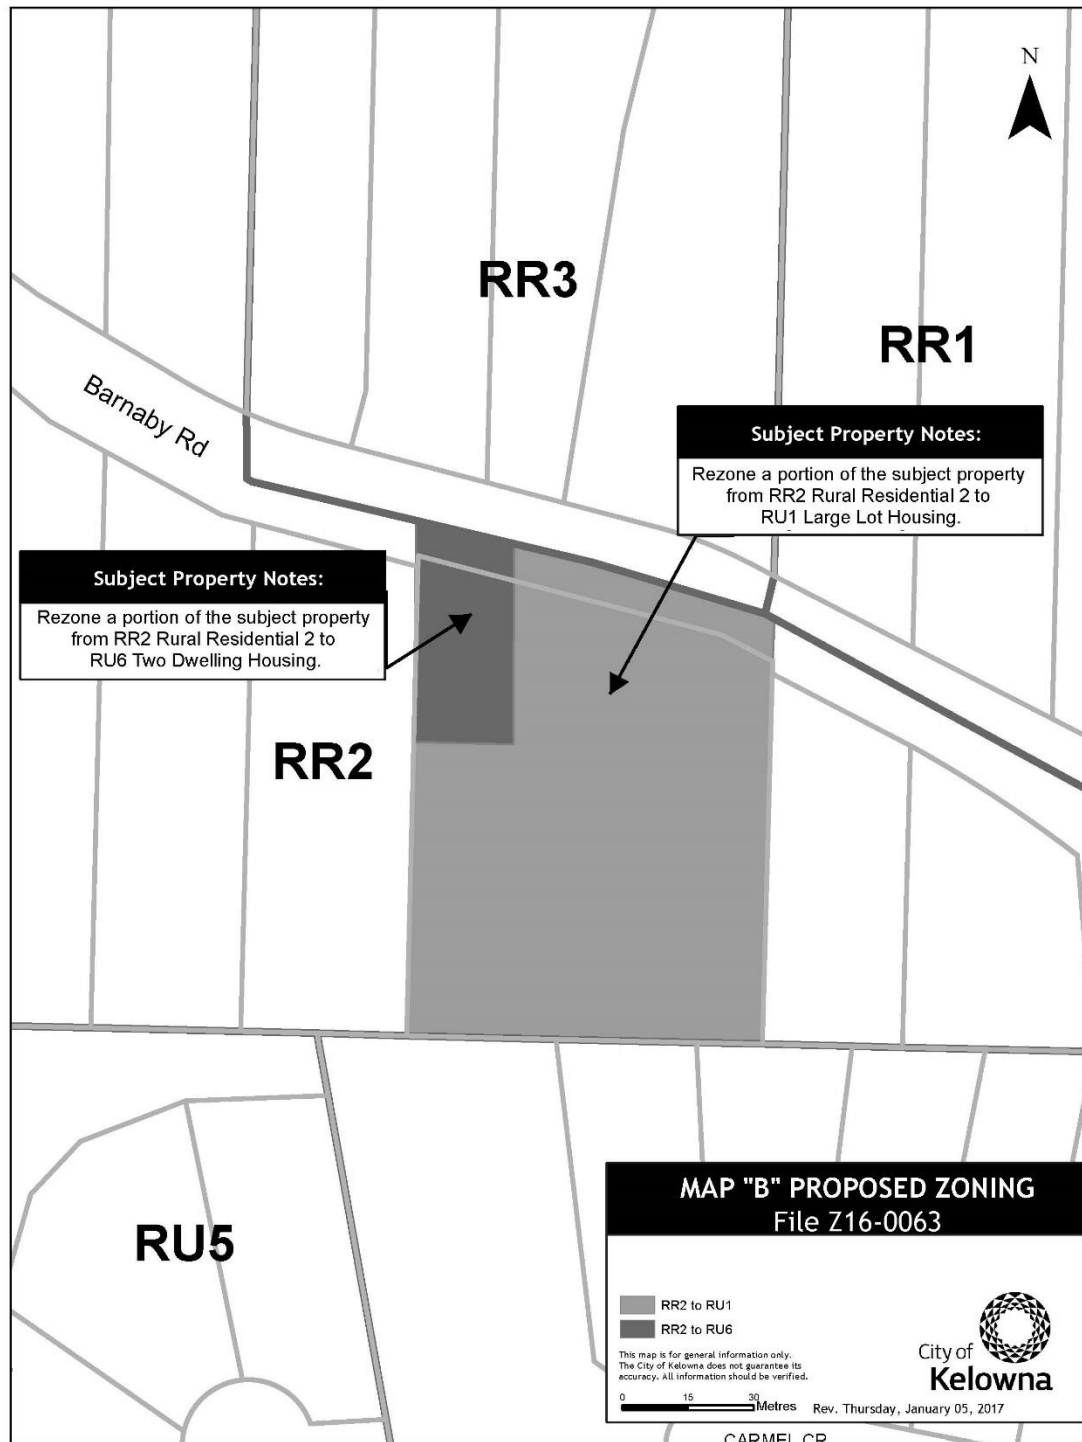 N
RR3
RR1
Barnaby Rd
Subject Property Notes:
Rezone a portion of the subject property
from RR2 Rural Residential 2 to
RU1 Large Lot Housing.
Subject Property Notes:
Rezone a portion of the subject property
from RR2 Rural Residential 2 to
RU6 Two Dwelling Housing.
RR2
RU5
MAP "B" PROPOSED ZONING
File Z16-0063
RR2 to RU1
RR2 to RU6
This map is for general information only.
The City of Kelowna does not guarantee its
accuracy. All information should be verified.
0 15 30
Metres
Rev. Thursday, January 05, 2017
City of
Kelowna
CARMEL CR